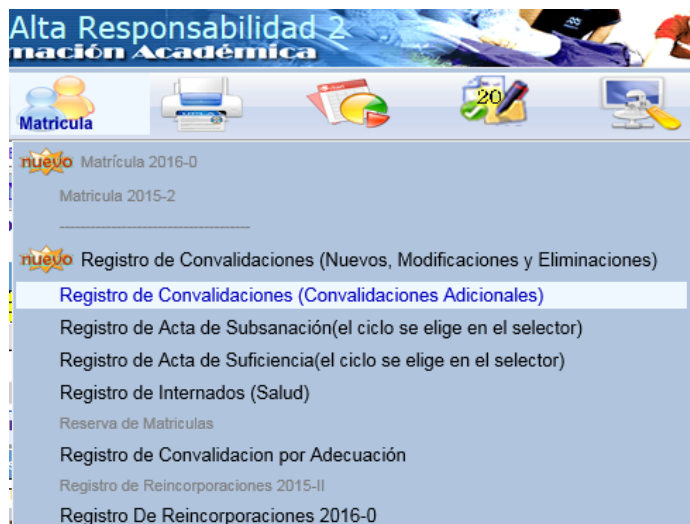 Alta Responsabilidad 2
mación Académica
Matricula
20
nuevo Matrícula 2016-0
Matricula 2015-2
--------------------------------------
nuevo Registro de Convalidaciones (Nuevos, Modificaciones y Eliminaciones)
Registro de Convalidaciones (Convalidaciones Adicionales)
Registro de Acta de Subsanación(el ciclo se elige en el selector)
Registro de Acta de Suficiencia(el ciclo se elige en el selector)
Registro de Internados (Salud)
Reserva de Matriculas
Registro de Convalidacion por Adecuación
Registro de Reincorporaciones 2015-II
Registro De Reincorporaciones 2016-0